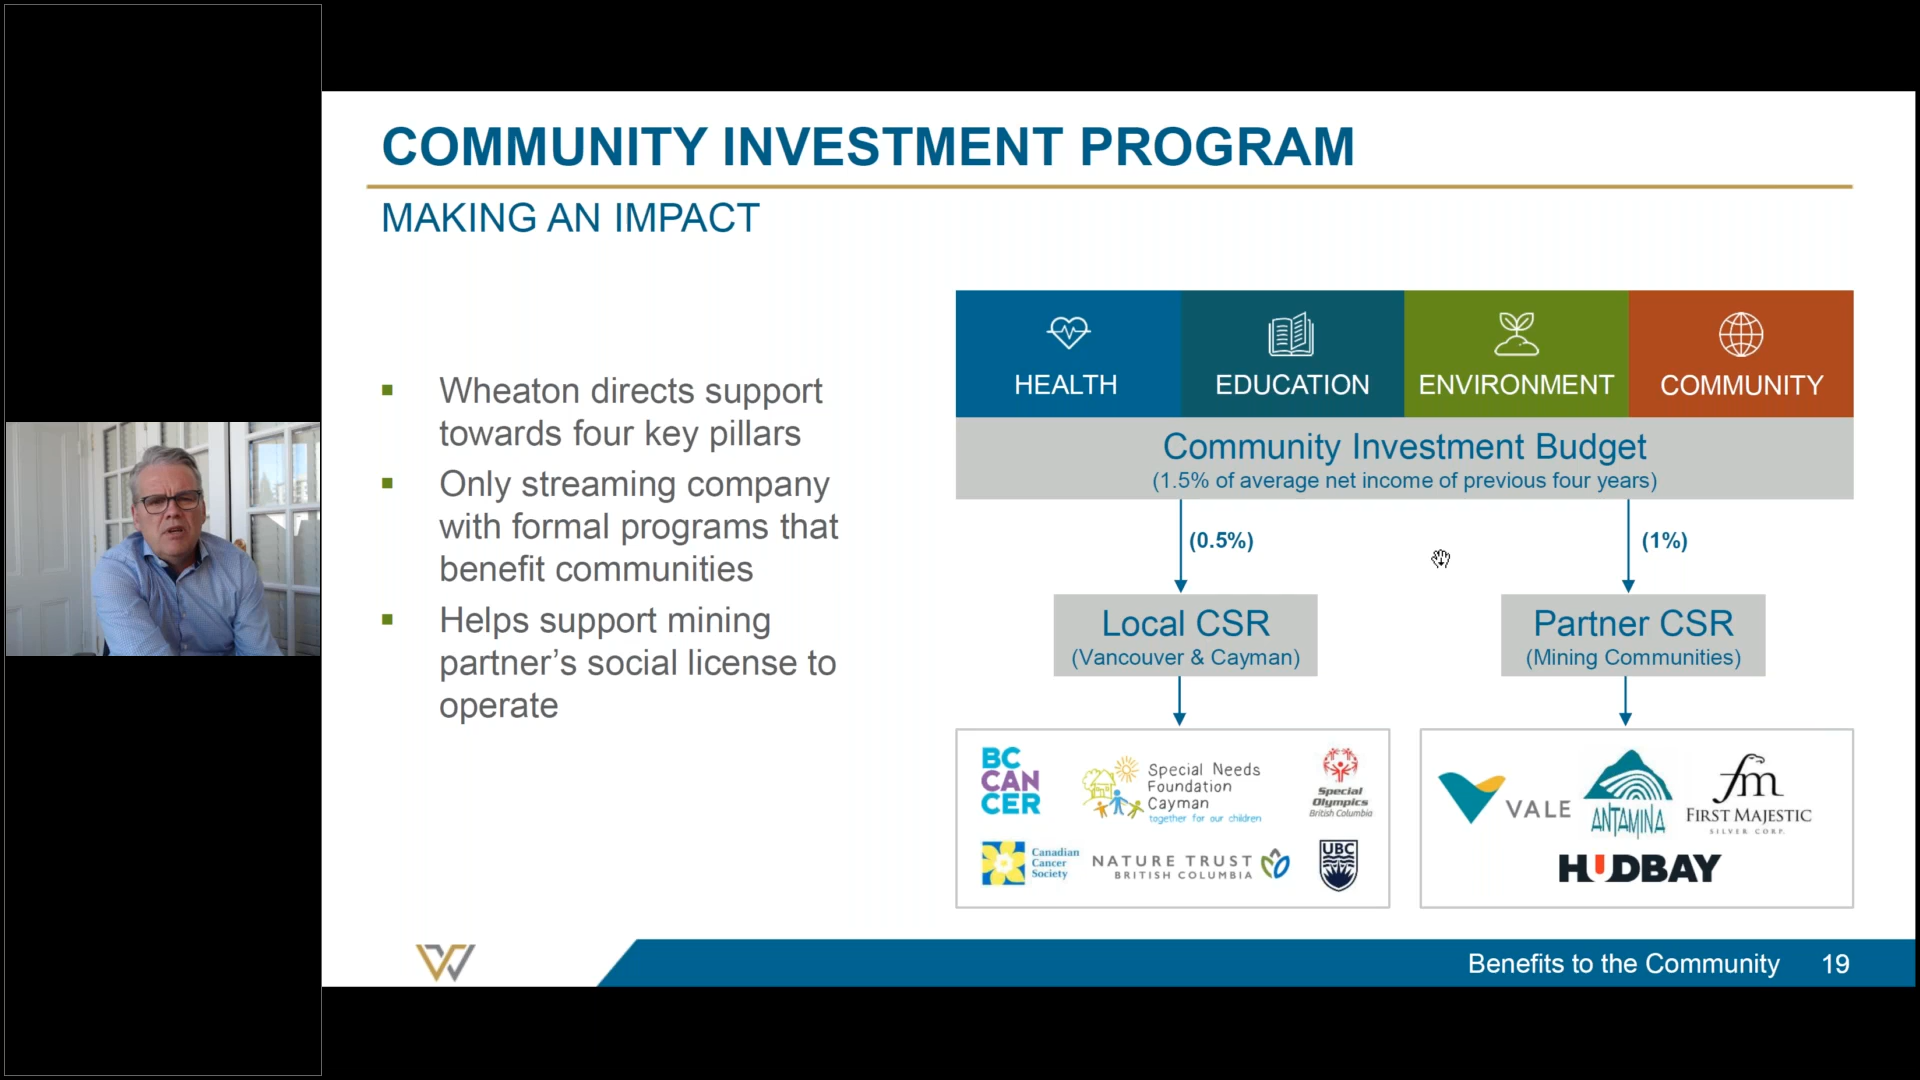 COMMUNITY INVESTMENT PROGRAM
MAKING AN IMPACT
▪ Wheaton directs support
towards four key pillars
▪ Only streaming company
with formal programs that
benefit communities
▪ Helps support mining
partner’s social license to
operate
HEALTH
EDUCATION
ENVIRONMENT
COMMUNITY
Community Investment Budget
(1.5% of average net income of previous four years)
(0.5%)
(1%)
Local CSR
(Vancouver & Cayman)
Partner CSR
(Mining Communities)
BC
CAN
CER
Special Needs
Foundation
Cayman
together for our children
Special
Olympics
British Columbia
Canadian
Cancer
Society
NATURE TRUST
BRITISH COLUMBIA
UBC
VALE
ANTAMINA
fm
FIRST MAJESTIC
SILVER CORP.
HUDBAY
Benefits to the Community 19